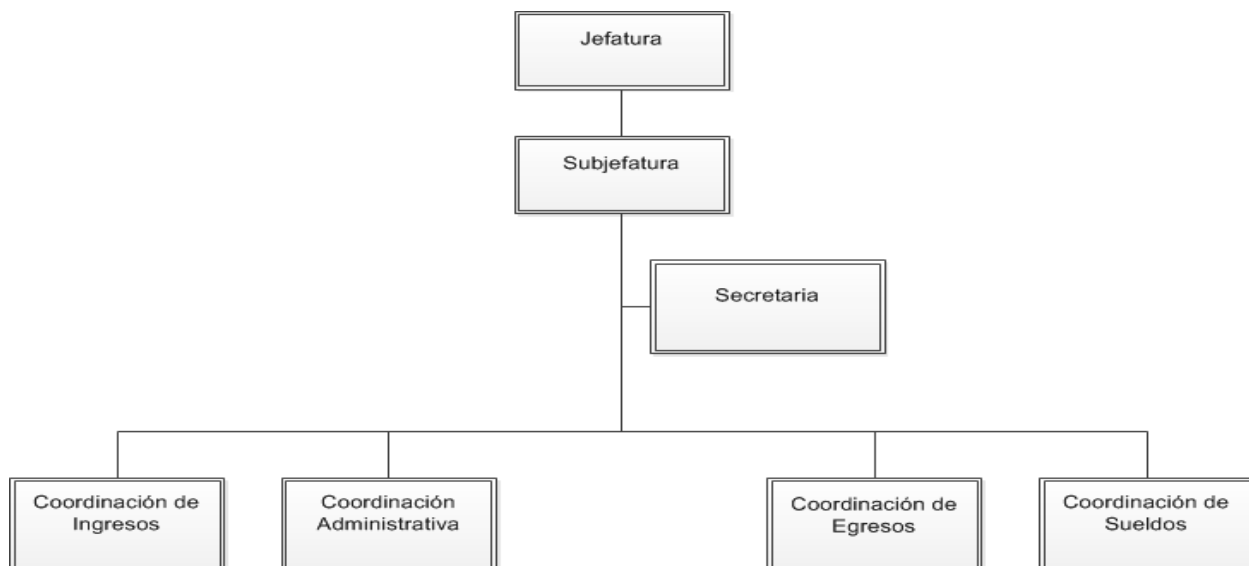 Jefatura
Subjefatura
Secretaria
Coordinación de
Ingresos
Coordinación
Administrativa
Coordinación de
Egresos
Coordinación de
Sueldos